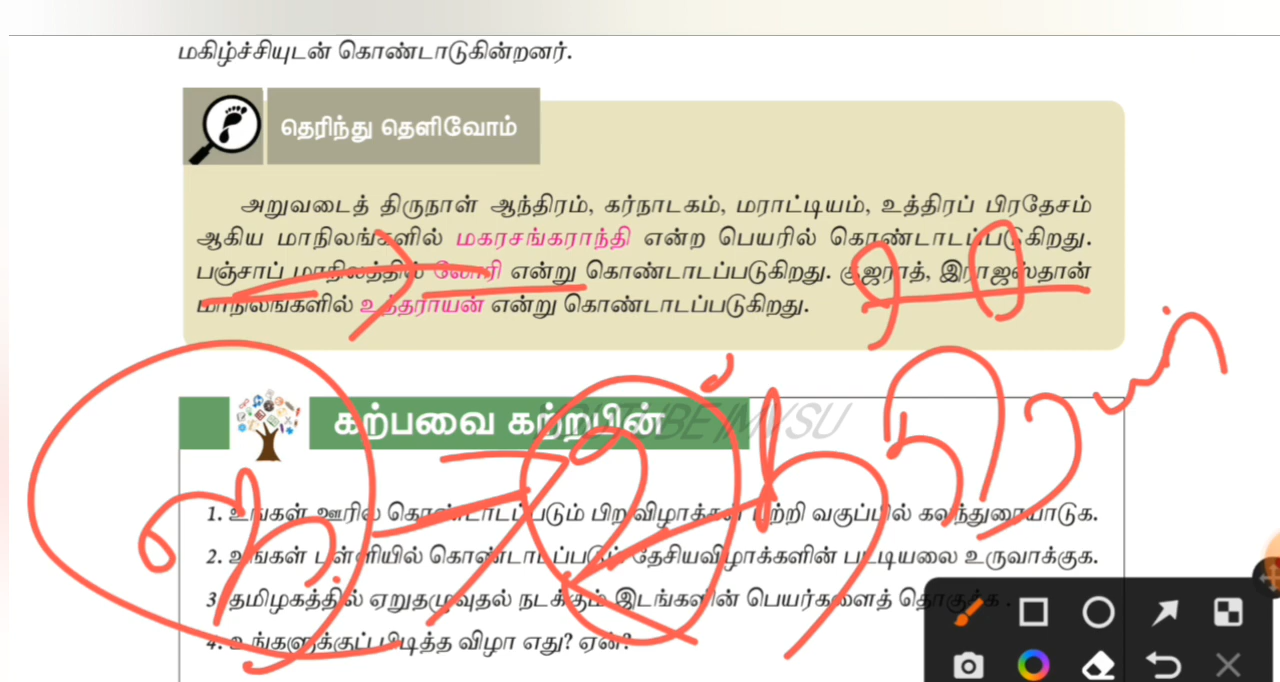 மகிழ்ச்சியுடன் கொண்டாடுகின்றனர்.
தெரிந்து தெளிவோம்
அறுவடைத் திருநாள் ஆந்திரம், கர்நாடகம், மராட்டியம், உத்திரப் பிரதேசம்
ஆகிய மாநிலங்களில் மகரசங்கராந்தி என்ற பெயரில் கொண்டாடப்படுகிறது.
பஞ்சாப் மாநிலத்தில் லோரி என்று கொண்டாடப்படுகிறது. குஜராத், இராஜஸ்தான்
மாநிலங்களில் உத்தராயன் என்று கொண்டாடப்படுகிறது.
கற்பவை கற்றபின்
1. உங்கள் ஊரில் கொண்டாடப்படும் பிற விழாக்கள் பற்றி வகுப்பில் கலந்துரையாடுக.
2. உங்கள் பள்ளியில் கொண்டாடப்படும் தேசியவிழாக்களின் பட்டியலை உருவாக்குக.
3. தமிழகத்தில் ஏறுதழுவுதல் நடக்கும் இடங்களின் பெயர்களைத் தொகுக்க .
4. உங்களுக்குப்பிடித்த விழா எது? ஏன்?